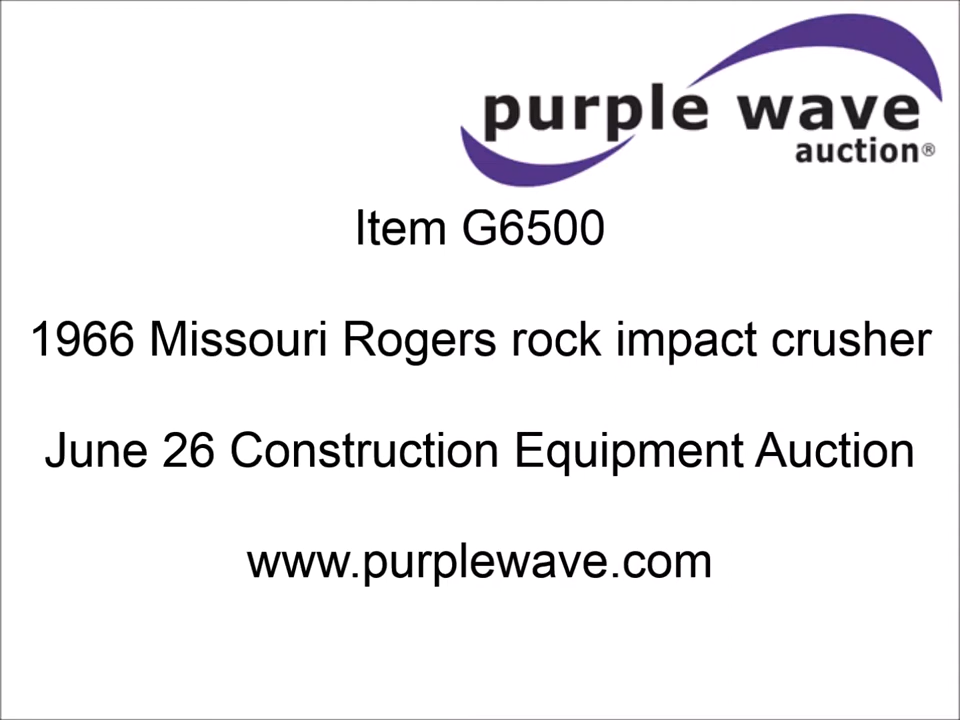 purple wave
auction®
Item G6500
1966 Missouri Rogers rock impact crusher
June 26 Construction Equipment Auction
www.purplewave.com